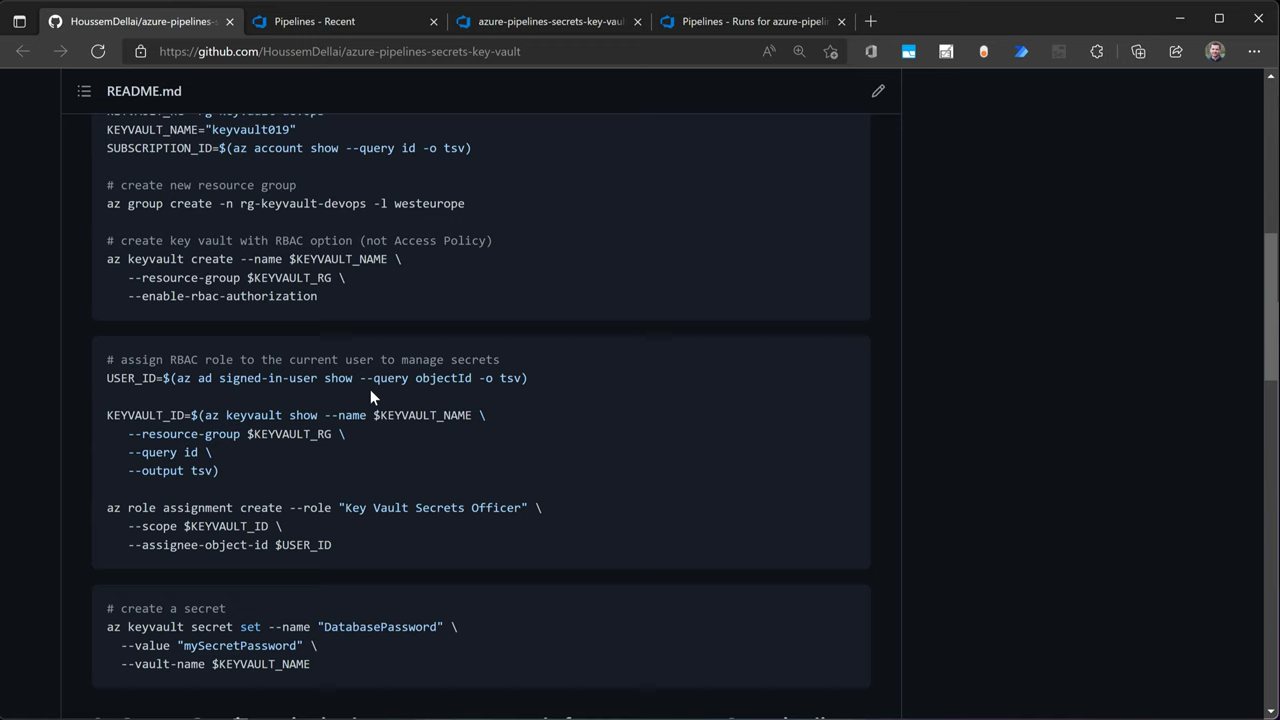 HoussemDellai/azure-pipelines-s
Pipelines - Recent
azure-pipelines-secrets-key-vaul
Pipelines - Runs for azure-pipelin
https://github.com/HoussemDellai/azure-pipelines-secrets-key-vault
README.md
KEYVAULT_NAME="keyvault019"
SUBSCRIPTION_ID=$(az account show --query id -o tsv)
# create new resource group
az group create -n rg-keyvault-devops -l westeurope
# create key vault with RBAC option (not Access Policy)
az keyvault create --name $KEYVAULT_NAME \
--resource-group $KEYVAULT_RG \
--enable-rbac-authorization
# assign RBAC role to the current user to manage secrets
USER_ID=$(az ad signed-in-user show --query objectId -o tsv)
KEYVAULT_ID=$(az keyvault show --name $KEYVAULT_NAME \
--resource-group $KEYVAULT_RG \
--query id \
--output tsv)
az role assignment create --role "Key Vault Secrets Officer" \
--scope $KEYVAULT_ID \
--assignee-object-id $USER_ID
# create a secret
az keyvault secret set --name "DatabasePassword" \
--value "mySecretPassword" \
--vault-name $KEYVAULT_NAME